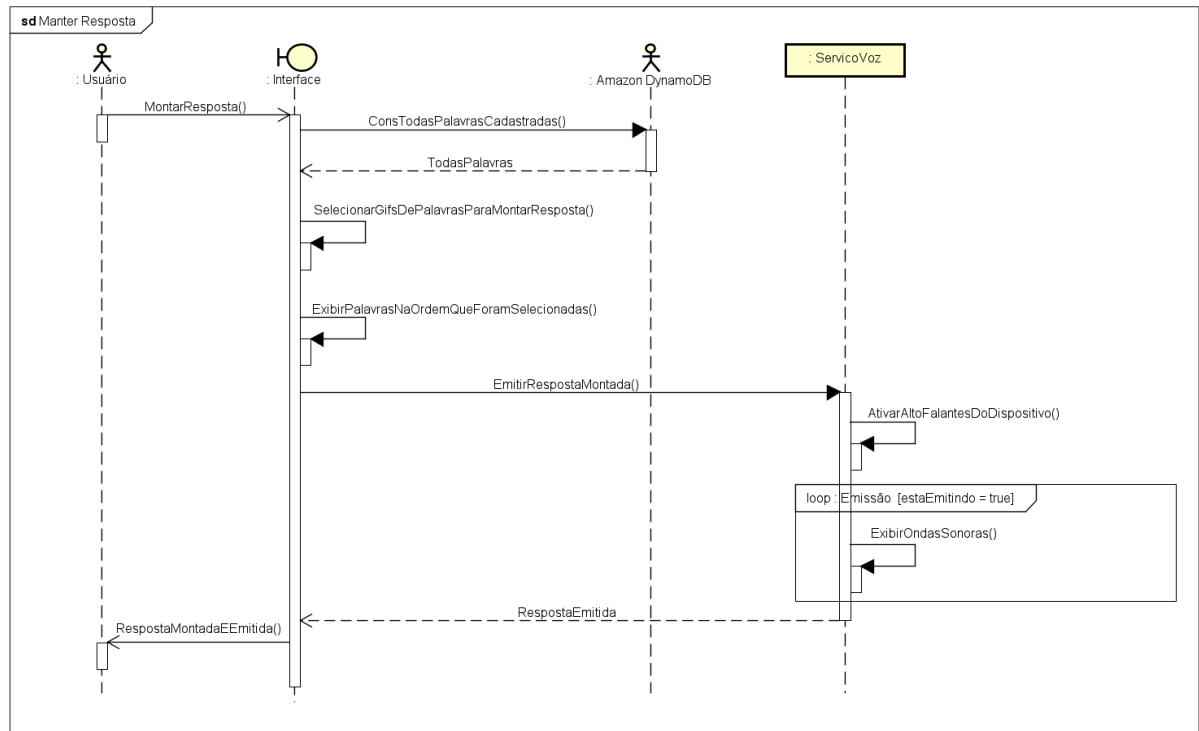 sd Manter Resposta
: Usuário
: Interface
: Amazon DynamoDB
: ServicoVoz
MontarResposta()
ConsTodasPalavrasCadastradas()
TodasPalavras
SelecionarGifsDePalavrasParaMontarResposta()
ExibirPalavrasNaOrdemQueForamSelecionadas()
EmitirRespostaMontada()
AtivarAltoFalantesDoDispositivo()
loop : Emissão [estaEmitindo = true]
ExibirOndasSonoras()
RespostaEmitida
RespostaMontadaEEmitida()